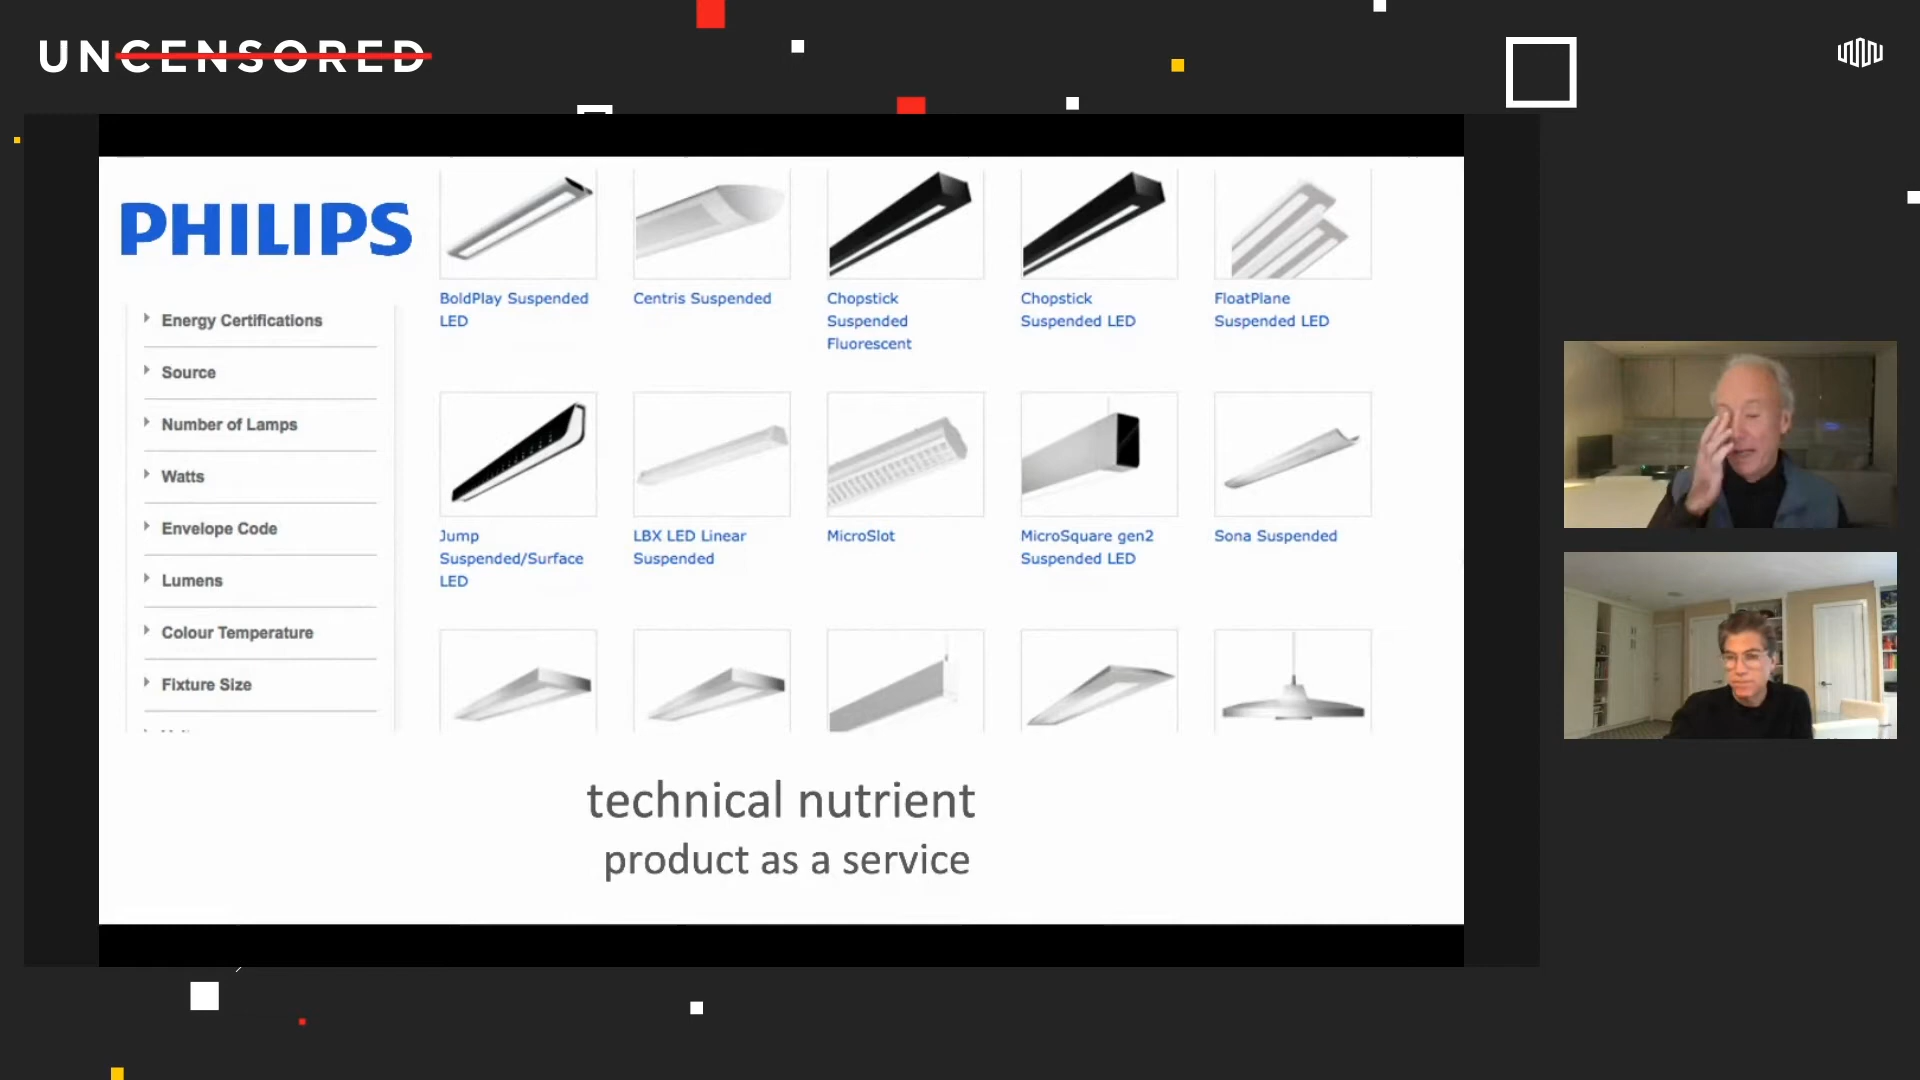 UNCENSORED
PHILIPS
Energy Certifications
Source
Number of Lamps
Watts
Envelope Code
Lumens
Colour Temperature
Fixture Size
BoldPlay Suspended
LED
Centris Suspended
Chopstick
Suspended
Fluorescent
Chopstick
Suspended LED
FloatPlane
Suspended LED
Jump
Suspended/Surface
LED
LBX LED Linear
Suspended
MicroSlot
MicroSquare gen2
Suspended LED
Sona Suspended
technical nutrient
product as a service